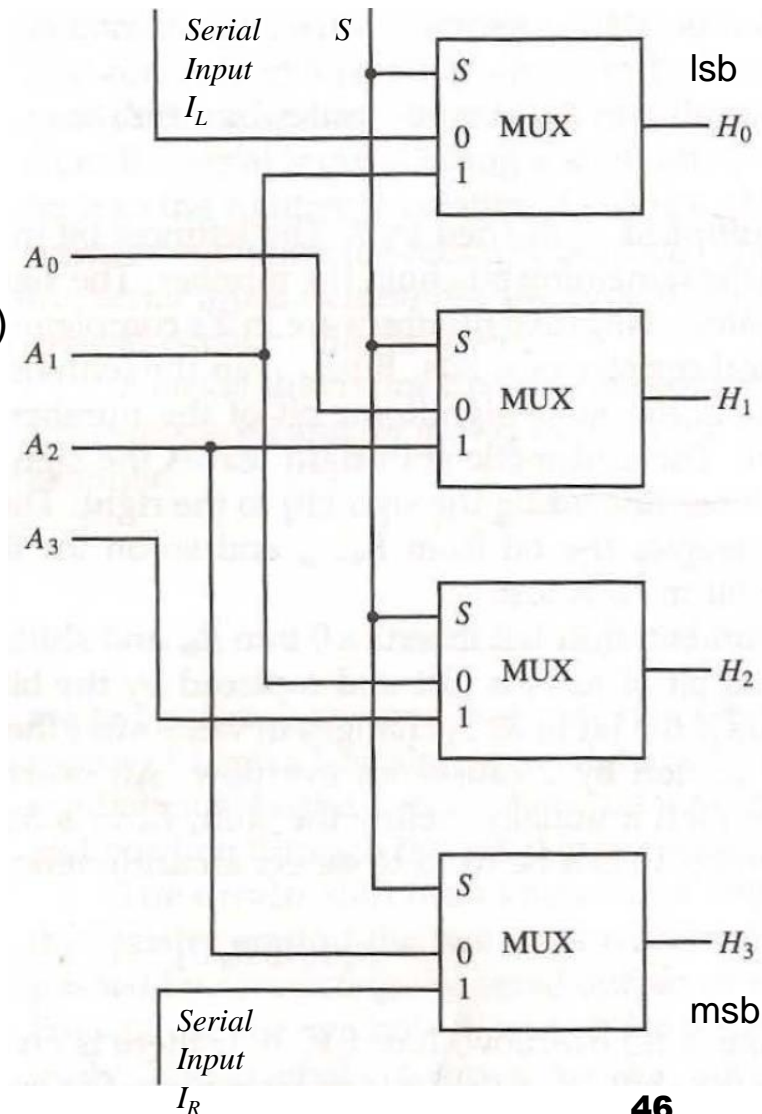 Serial S
Input
I_L
S lsb
MUX H_0
0
1
A_0
)
S
A_1
MUX H_1
0
A_2 1
A_3
S
MUX H_2
0
1
S
MUX H_3
0
1
Serial msb
Input
I_R
46